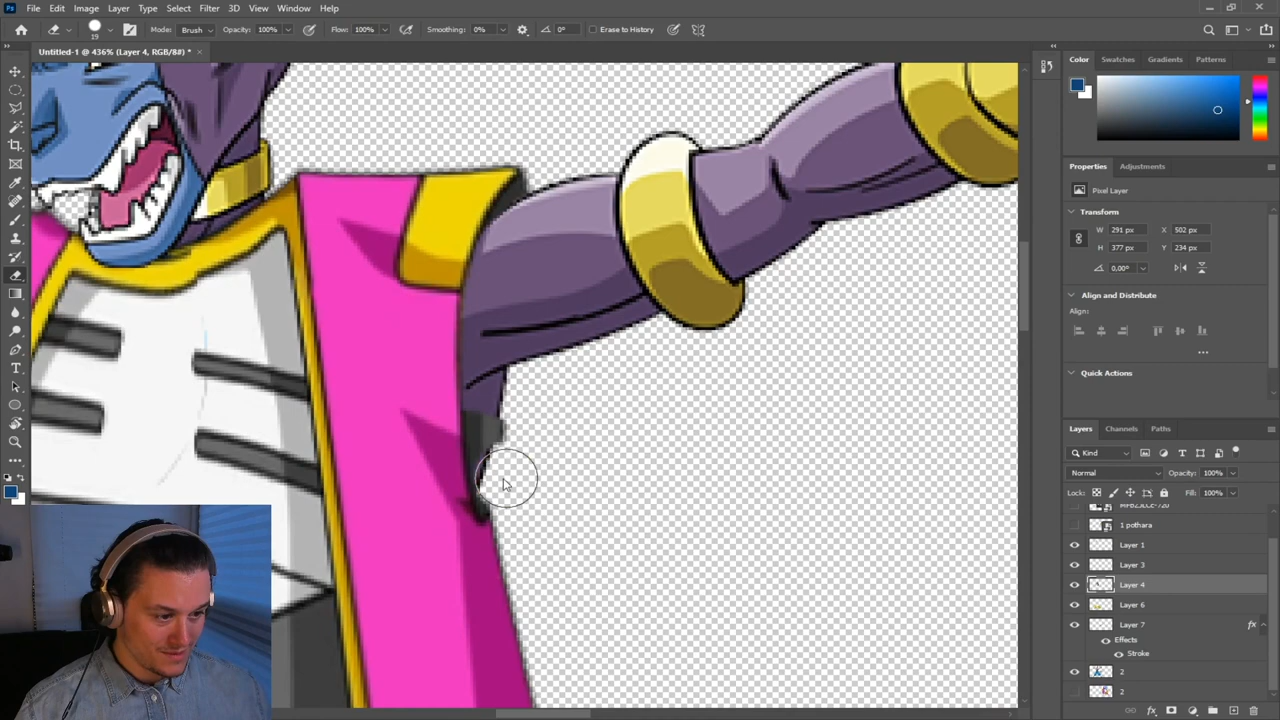 File Edit Image Layer Type Select Filter 3D View Window Help
19 Mode: Brush Opacity: 100% Flow: 100% Smoothing: 0% 0° Erase to History
Untitled-1 @ 436% (Layer 4, RGB/8#) *
Color Swatches Gradients Patterns
Properties Adjustments
Pixel Layer
Transform
W 291 px X 502 px
H 377 px Y 234 px
0,00°
Align and Distribute
Align:
Quick Actions
Layers Channels Paths
Kind
Normal Opacity: 100%
Lock: Fill: 100%
1 pothara
Layer 1
Layer 3
Layer 4
Layer 6
Layer 7 fx
Effects
Stroke
2
2
fx